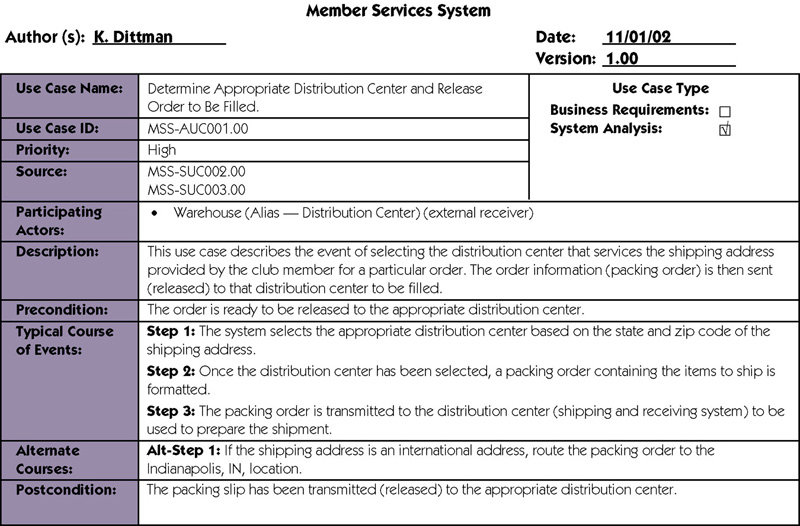 Member Services System
Author (s): K. Dittman
Date: 11/01/02
Version: 1.00
Use Case Name: Determine Appropriate Distribution Center and Release
Order to Be Filled.
Use Case Type
Business Requirements: ☐
System Analysis: ☑
Use Case ID: MSS-AUC001.00
Priority: High
Source: MSS-SUC002.00
MSS-SUC003.00
Participating
Actors:
• Warehouse (Alias — Distribution Center) (external receiver)
Description: This use case describes the event of selecting the distribution center that services the shipping address
provided by the club member for a particular order. The order information (packing order) is then sent
(released) to that distribution center to be filled.
Precondition: The order is ready to be released to the appropriate distribution center.
Typical Course
of Events:
Step 1: The system selects the appropriate distribution center based on the state and zip code of the
shipping address.
Step 2: Once the distribution center has been selected, a packing order containing the items to ship is
formatted.
Step 3: The packing order is transmitted to the distribution center (shipping and receiving system) to be
used to prepare the shipment.
Alternate
Courses:
Alt-Step 1: If the shipping address is an international address, route the packing order to the
Indianapolis, IN, location.
Postcondition: The packing slip has been transmitted (released) to the appropriate distribution center.